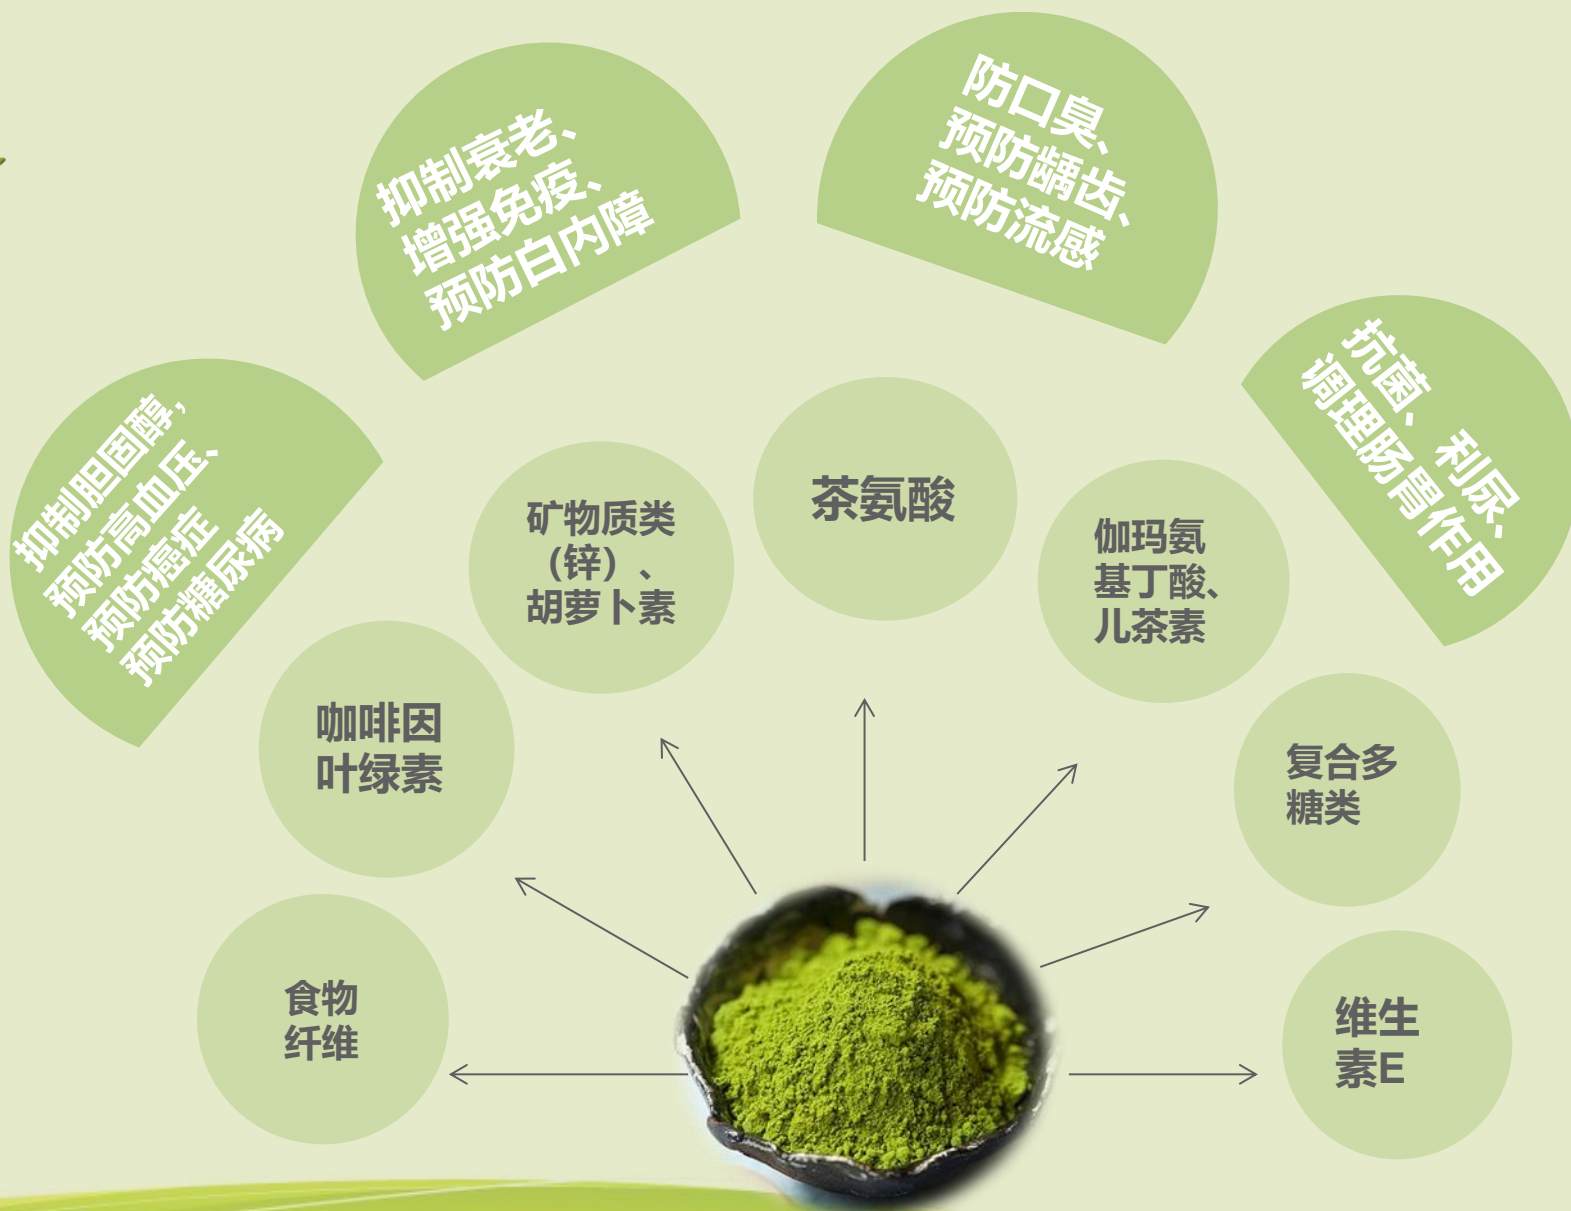 抑制胆固醇,
预防高血压、
预防癌症
预防糖尿病
抑制衰老、
增强免疫、
预防白内障
防口臭、
预防龋齿、
预防流感
抗菌、利尿、
调理肠胃作用
食物
纤维
咖啡因
叶绿素
矿物质类
（锌）、
胡萝卜素
茶氨酸
伽玛氨
基丁酸、
儿茶素
复合多
糖类
维生
素E